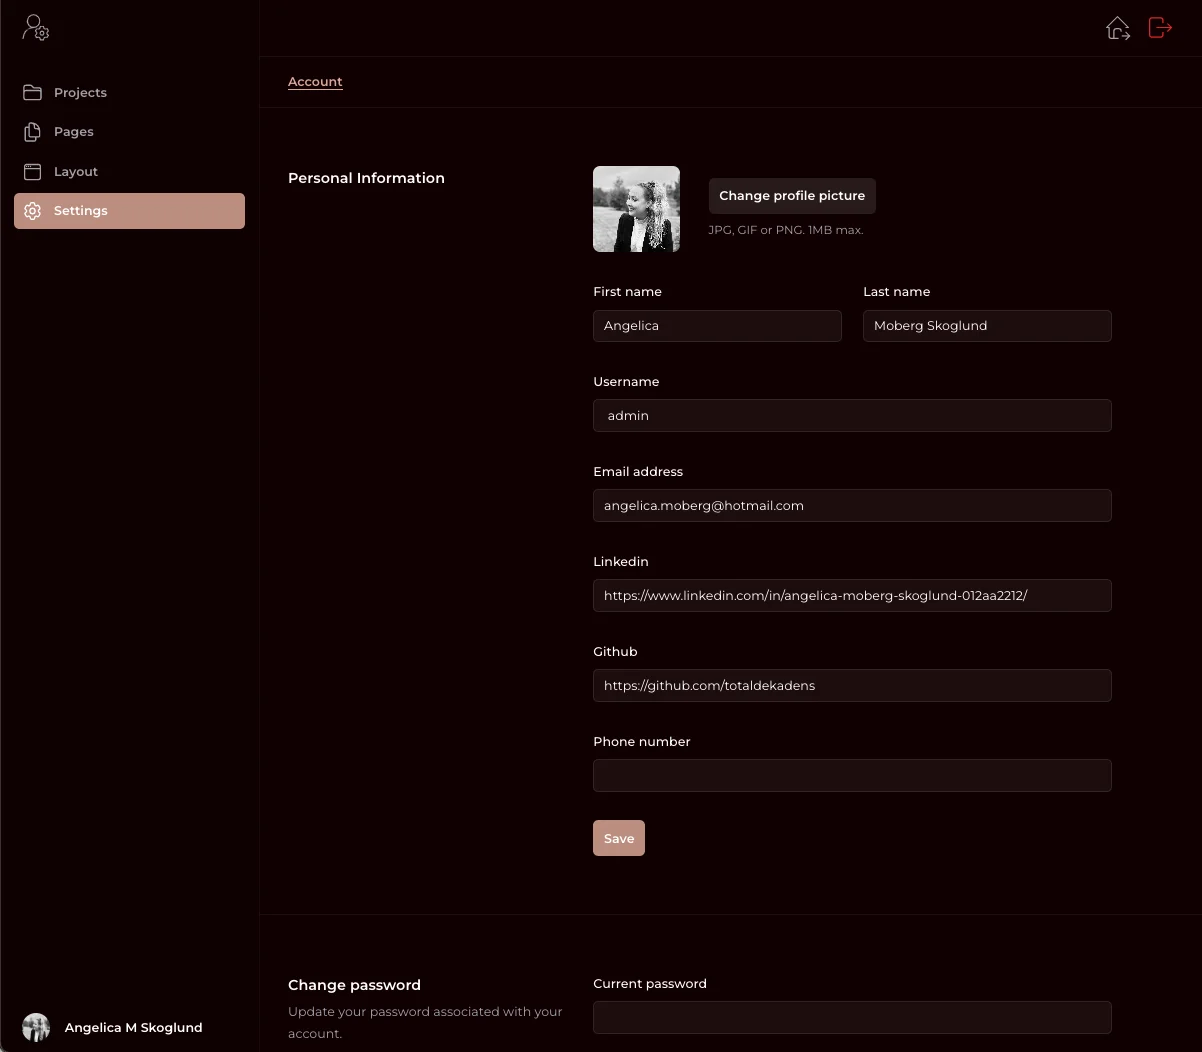 Projects
Pages
Layout
Settings
Angelica M Skoglund
Account
Personal Information
Change profile picture
JPG, GIF or PNG. 1MB max.
First name
Last name
Angelica
Moberg Skoglund
Username
admin
Email address
angelica.moberg@hotmail.com
Linkedin
https://www.linkedin.com/in/angelica-moberg-skoglund-012aa2212/
Github
https://github.com/totaldekadens
Phone number
Save
Change password
Update your password associated with your
account.
Current password